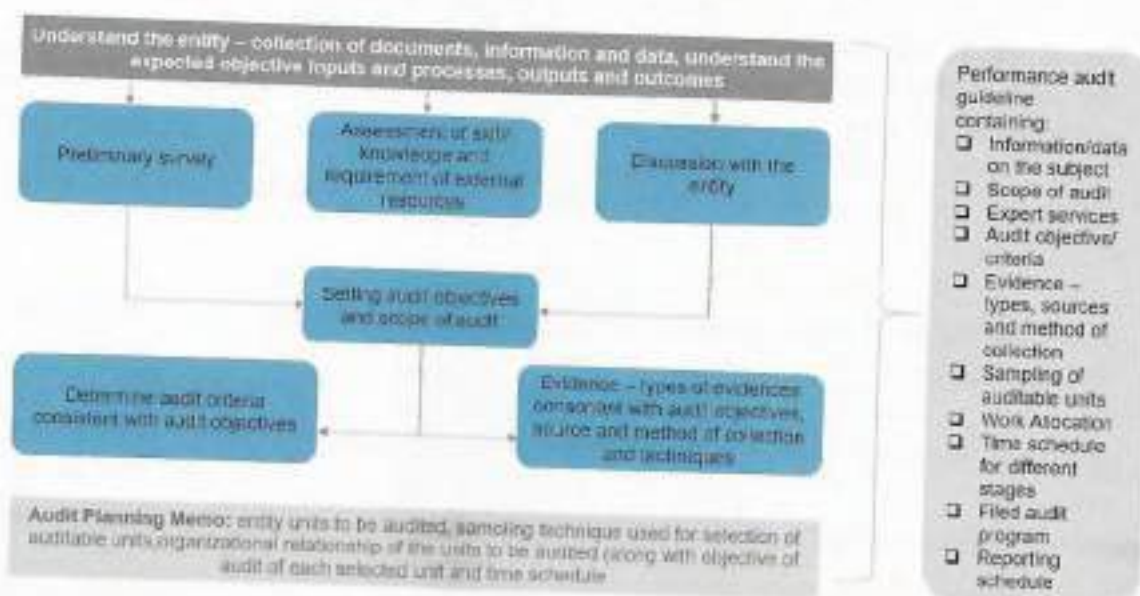 Understand the entity – collection of documents, information and data, understand the
expected objective inputs and processes, outputs and outcomes
Preliminary survey
Assessment of skill/
knowledge and
requirement of external
resources
Discussion with the
entity
Setting audit objectives
and scope of audit
Determine audit criteria
consistent with audit objectives
Evidence – types of evidences
consonant with audit objectives,
source and method of collection
and techniques
Audit Planning Memo: entity units to be audited, sampling technique used for selection of
auditable units,organizational relationship of the units to be audited (along with objective of
audit of each selected unit and time schedule
Performance audit
guideline
containing:
❑ Information/data
on the subject
❑ Scope of audit
❑ Expert services
❑ Audit objective/
criteria
❑ Evidence –
types, sources
and method of
collection
❑ Sampling of
auditable units
❑ Work Allocation
❑ Time schedule
for different
stages
❑ Filed audit
program
❑ Reporting
schedule